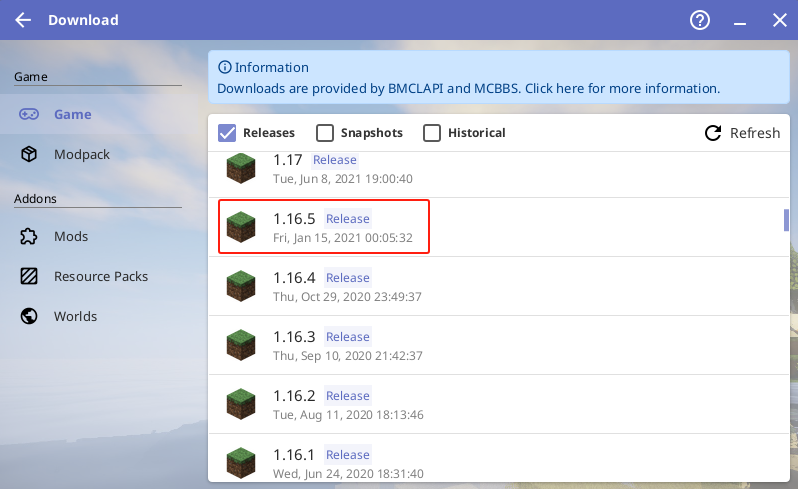 Download
Game
Game
Modpack
Addons
Mods
Resource Packs
Worlds
Information
Downloads are provided by BMCLAPI and MCBBS. Click here for more information.
Releases Snapshots Historical Refresh
1.17 Release
Tue, Jun 8, 2021 19:00:40
1.16.5 Release
Fri, Jan 15, 2021 00:05:32
1.16.4 Release
Thu, Oct 29, 2020 23:49:37
1.16.3 Release
Thu, Sep 10, 2020 21:42:37
1.16.2 Release
Tue, Aug 11, 2020 18:13:46
1.16.1 Release
Wed, Jun 24, 2020 18:31:40